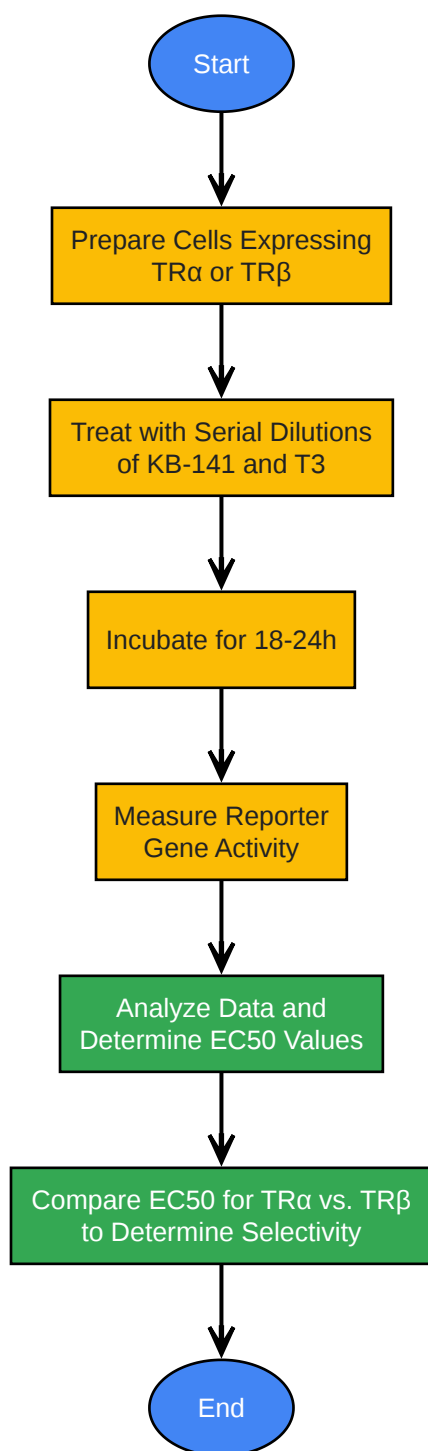 Start
Prepare Cells Expressing
TRα or TRβ
Treat with Serial Dilutions
of KB-141 and T3
Incubate for 18-24h
Measure Reporter
Gene Activity
Analyze Data and
Determine EC50 Values
Compare EC50 for TRα vs. TRβ
to Determine Selectivity
End